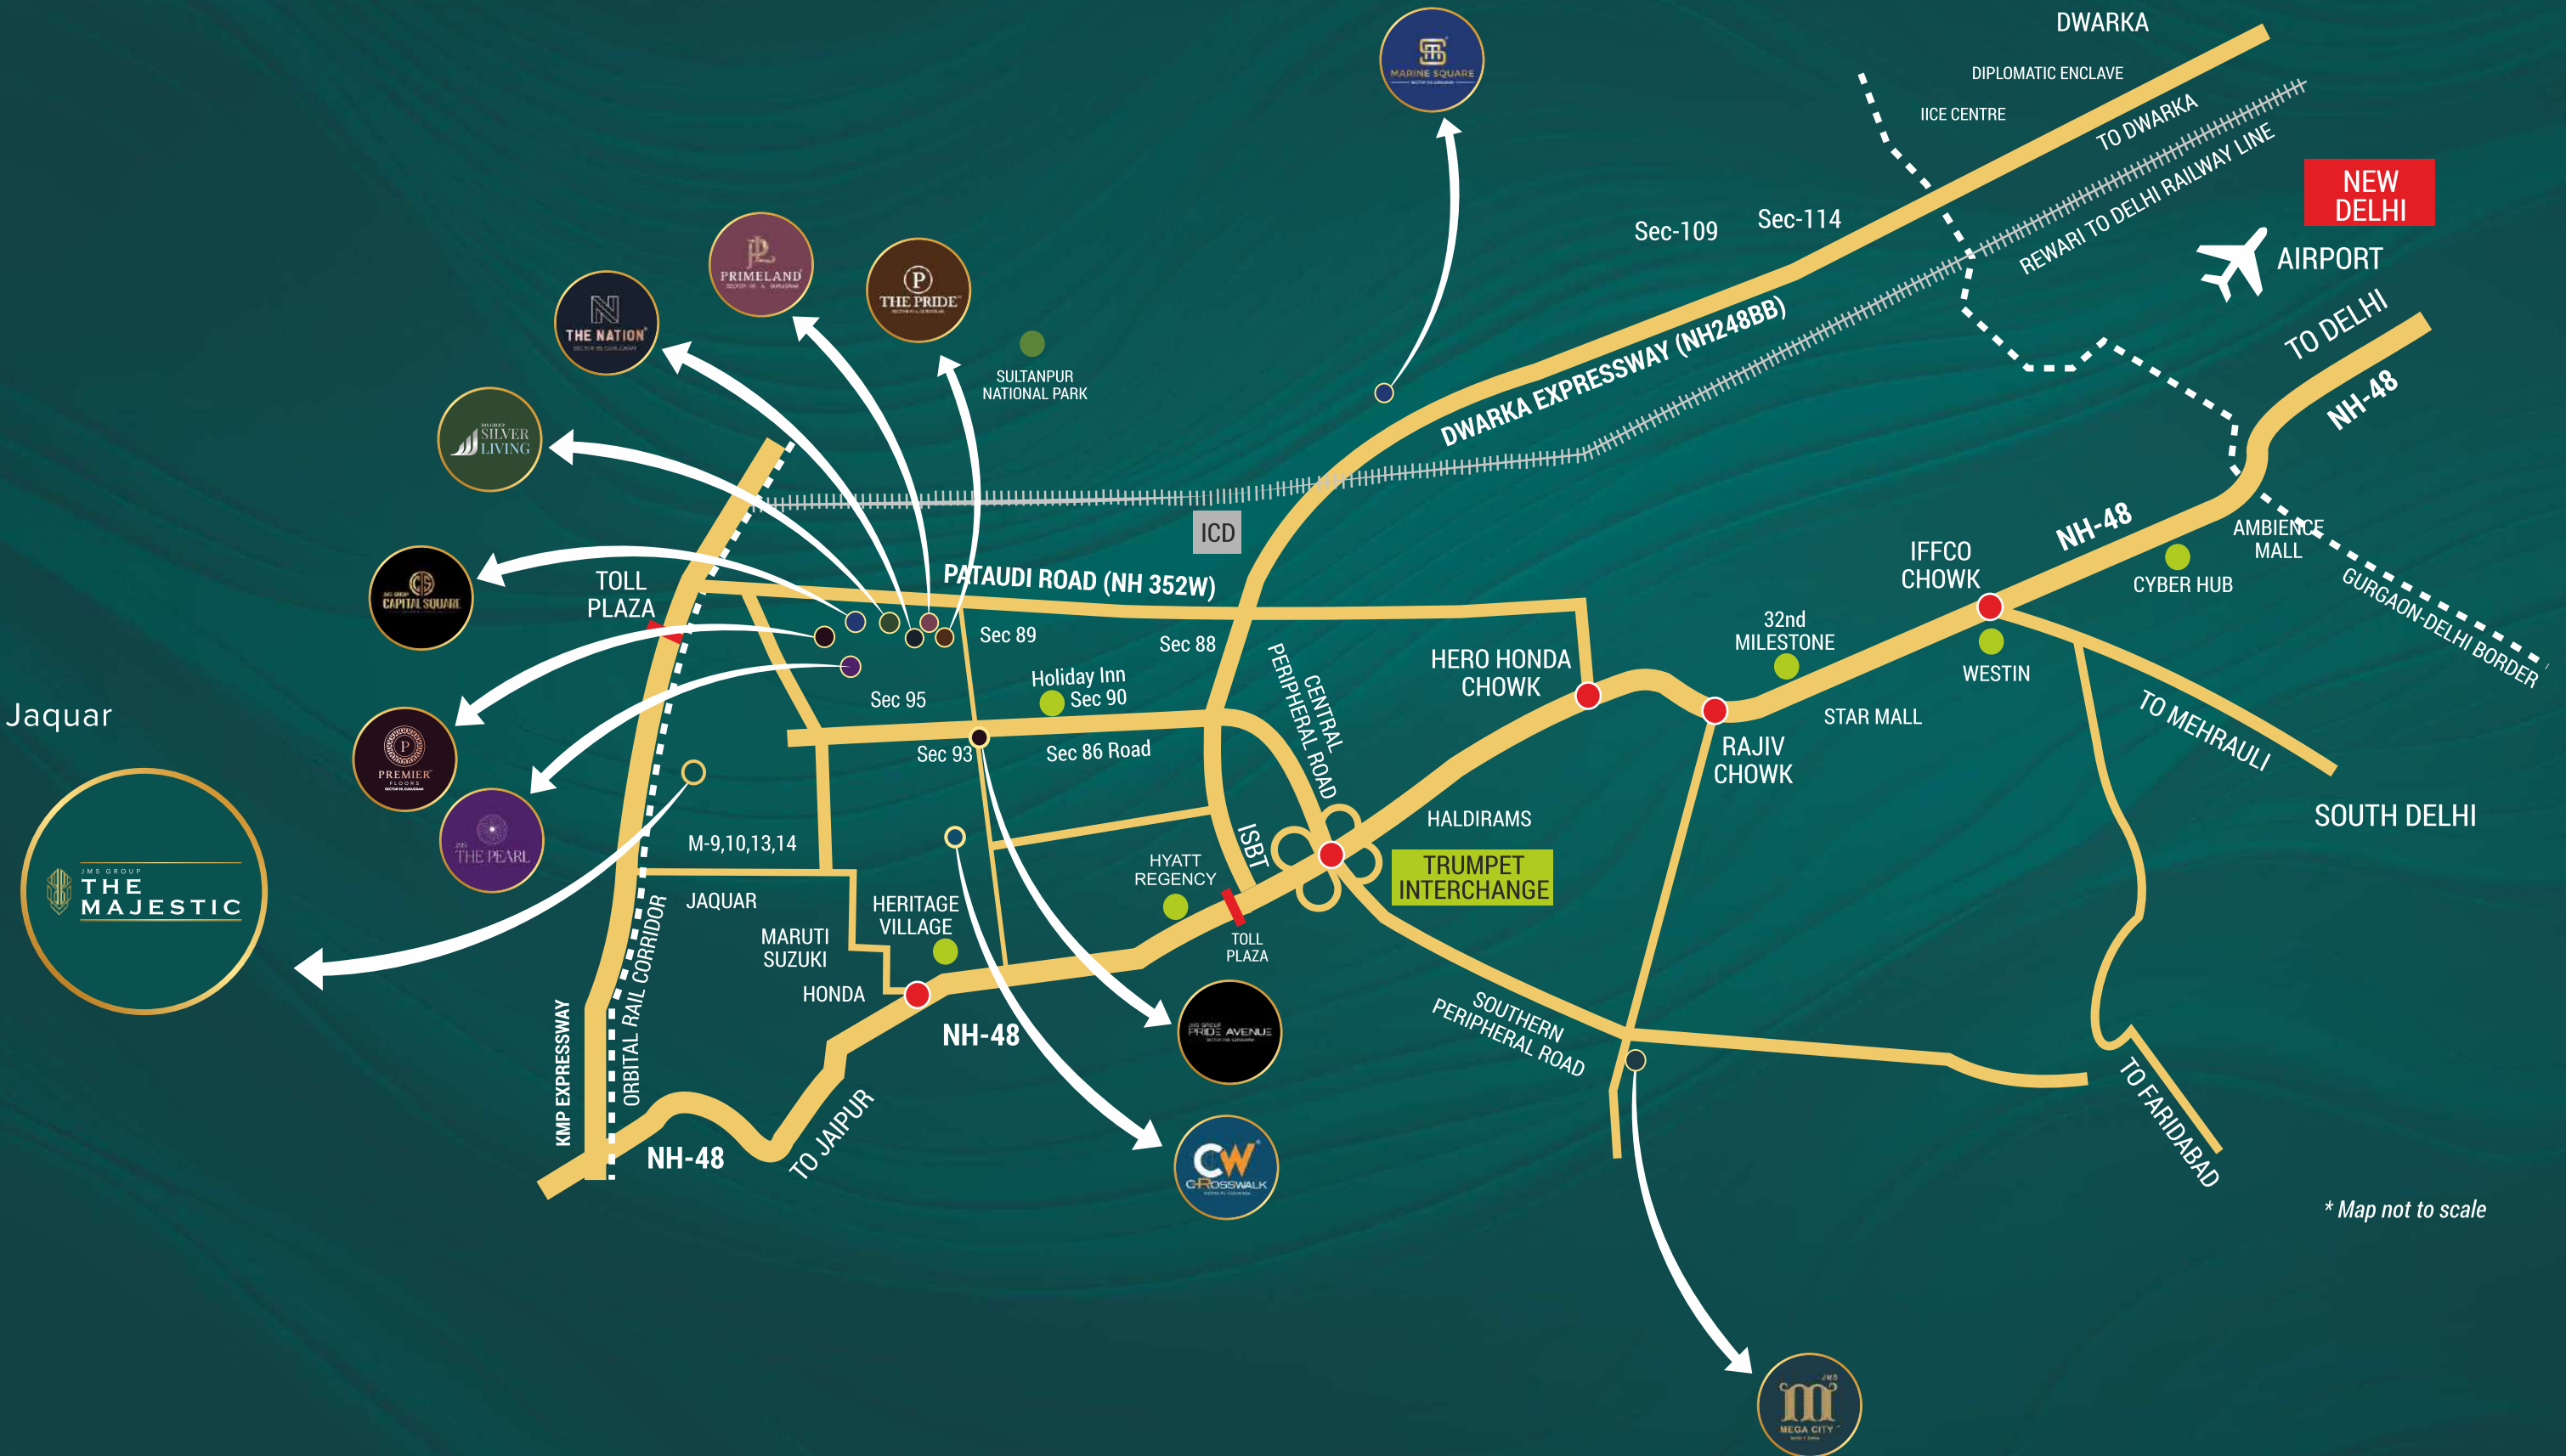 DWARKA
DIPLOMATIC ENCLAVE
IICE CENTRE
TO DWARKA
REWARI TO DELHI RAILWAY LINE
NEW
DELHI
AIRPORT
TO DELHI
NH-48
MARINE SQUARE
Sec-109
Sec-114
DWARKA EXPRESSWAY (NH248BB)
PRIMELAND
P
THE PRIDE
N
THE NATION
SULTANPUR
NATIONAL PARK
SILVER
LIVING
ICD
PATAUDI ROAD (NH 352W)
TOLL
PLAZA
CAPITAL SQUARE
Sec 89
Sec 88
CENTRAL
PERIPHERAL ROAD
HERO HONDA
CHOWK
32nd
MILESTONE
IFFCO
CHOWK
NH-48
AMBIENCE
MALL
CYBER HUB
GURGAON-DELHI BORDER
WESTIN
STAR MALL
TO MEHRAULI
RAJIV
CHOWK
SOUTH DELHI
Holiday Inn
Sec 90
Sec 95
Sec 93
Sec 86 Road
Jaquar
P
PREMIER
FLOORS
JMS
THE PEARL
JMS GROUP
THE
MAJESTIC
M-9,10,13,14
JAQUAR
HERITAGE
VILLAGE
MARUTI
SUZUKI
HONDA
HYATT
REGENCY
ISBT
HALDIRAMS
TRUMPET
INTERCHANGE
TOLL
PLAZA
SOUTHERN
PERIPHERAL ROAD
KMP EXPRESSWAY
ORBITAL RAIL CORRIDOR
NH-48
NH-48
TO JAIPUR
PRIDE AVENUE
CW
CROSSWALK
TO FARIDABAD
* Map not to scale
JMS
m
MEGA CITY